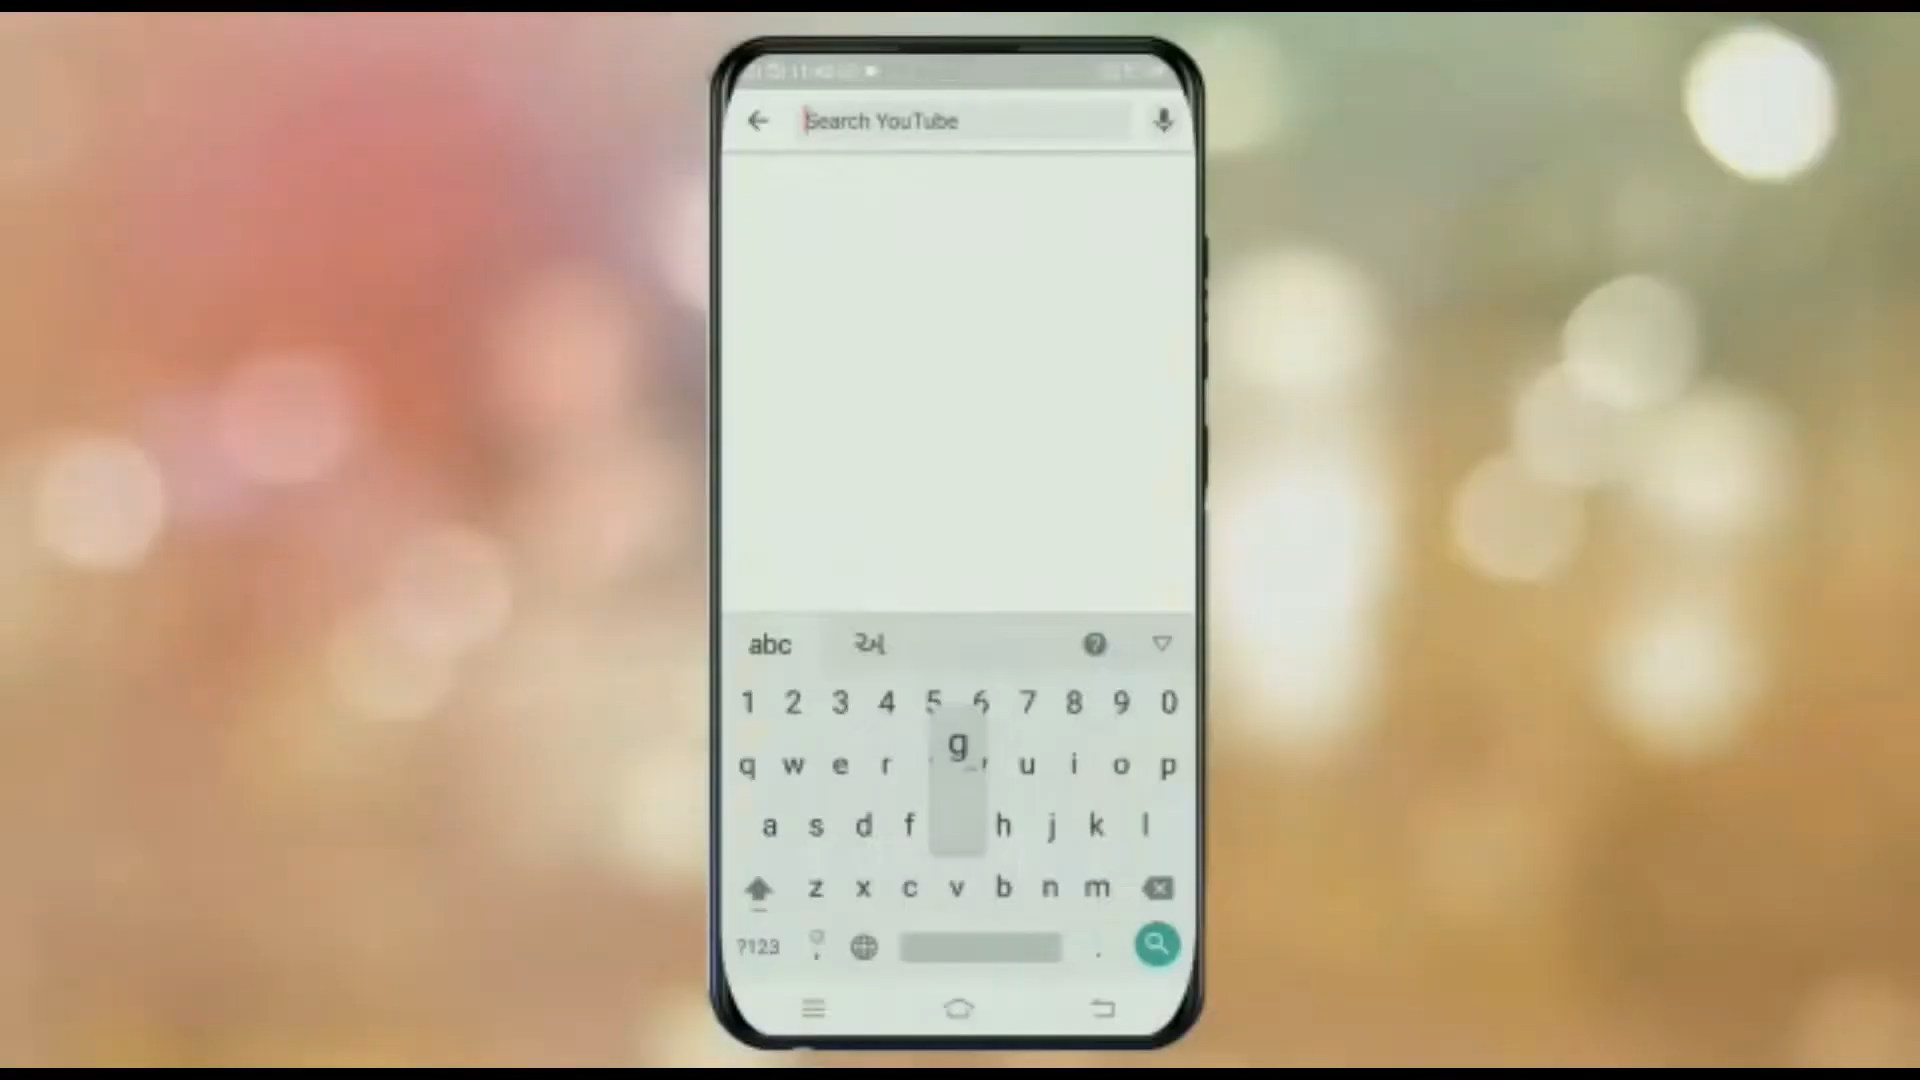 Search YouTube
abc અ
1 2 3 4 5 6 7 8 9 0
g
q w e r u i o p
a s d f h j k l
z x c v b n m
?123 , .